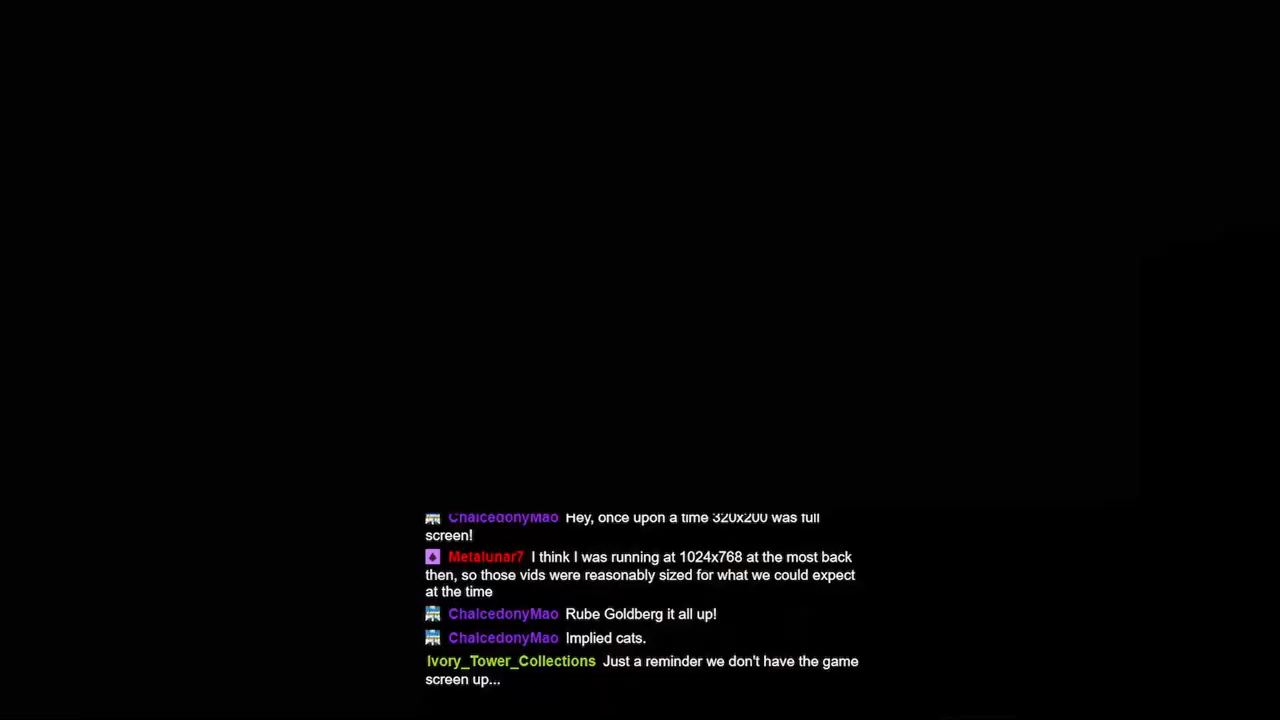 ChalcedonyMao Hey, once upon a time 320x200 was full
screen!
Metalunar7 I think I was running at 1024x768 at the most back
then, so those vids were reasonably sized for what we could expect
at the time
ChalcedonyMao Rube Goldberg it all up!
ChalcedonyMao Implied cats.
Ivory_Tower_Collections Just a reminder we don't have the game
screen up...